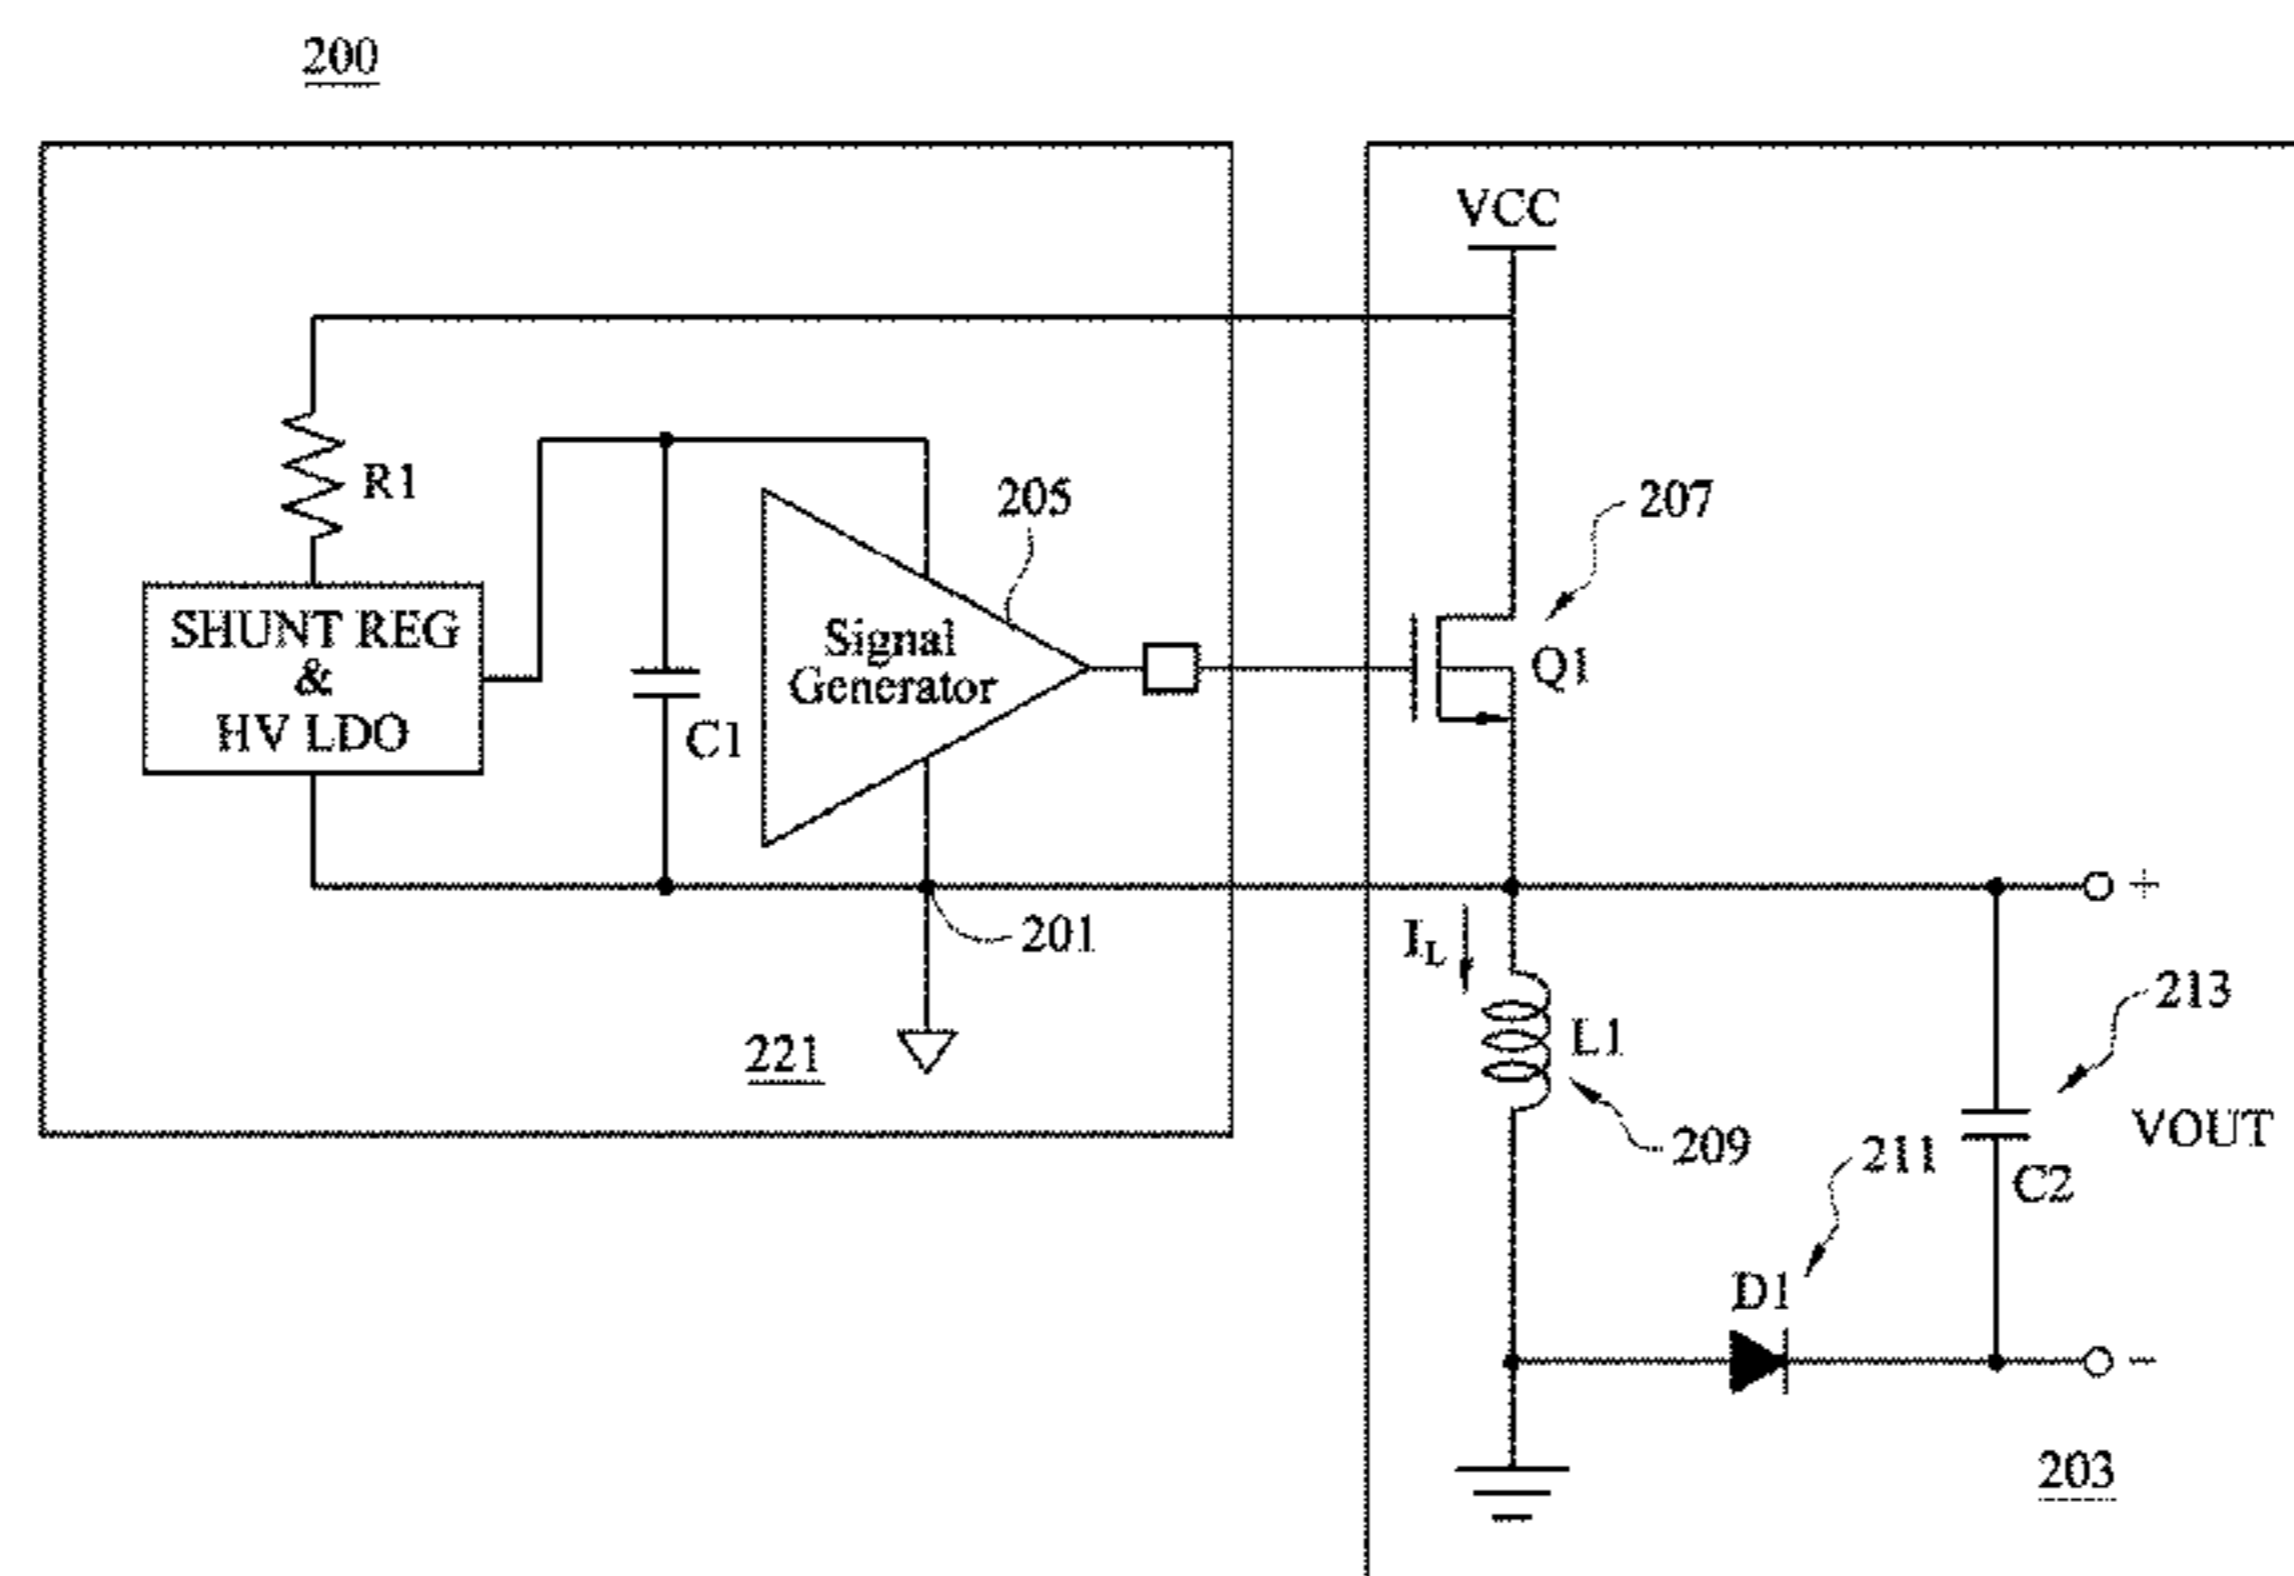 200
VCC
R1
205
207
SHUNT REG
&
HV LDO
Signal
Generator
Q1
C1
201
I_L
213
L1
221
VOUT
209
211
C2
D1
203
+
−